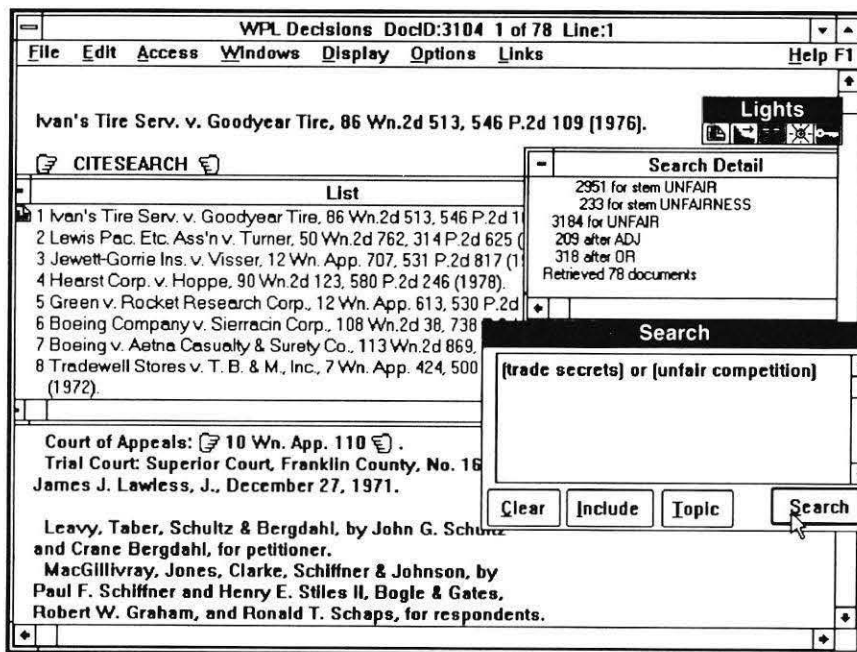 WPL Decisions DocID:3104 1 of 78 Line:1
File Edit Access Windows Display Options Links Help F1
Ivan's Tire Serv. v. Goodyear Tire, 86 Wn.2d 513, 546 P.2d 109 (1976).
Lights
CITESEARCH
Search Detail
2951 for stem UNFAIR
233 for stem UNFAIRNESS
3184 for UNFAIR
209 after ADJ
318 after OR
Retrieved 78 documents
List
1 Ivan's Tire Serv. v. Goodyear Tire, 86 Wn.2d 513, 546 P.2d 1
2 Lewis Pac. Etc. Ass'n v. Turner, 50 Wn.2d 762, 314 P.2d 625 (
3 Jewett-Gorrie Ins. v. Visser, 12 Wn. App. 707, 531 P.2d 817 (1
4 Hearst Corp. v. Hoppe, 90 Wn.2d 123, 580 P.2d 246 (1978).
5 Green v. Rocket Research Corp., 12 Wn. App. 613, 530 P.2d
6 Boeing Company v. Sierracin Corp., 108 Wn.2d 38, 738
7 Boeing v. Aetna Casualty & Surety Co., 113 Wn.2d 869,
8 Tradewell Stores v. T. B. & M., Inc., 7 Wn. App. 424, 500
(1972).
Search
(trade secrets) or (unfair competition)
Clear Include Topic Search
Court of Appeals: 10 Wn. App. 110 .
Trial Court: Superior Court, Franklin County, No. 16
James J. Lawless, J., December 27, 1971.
Leavy, Taber, Schultz & Bergdahl, by John G. Schultz
and Crane Bergdahl, for petitioner.
MacGillivray, Jones, Clarke, Schiffner & Johnson, by
Paul F. Schiffner and Henry E. Stiles II, Bogle & Gates,
Robert W. Graham, and Ronald T. Schaps, for respondents.